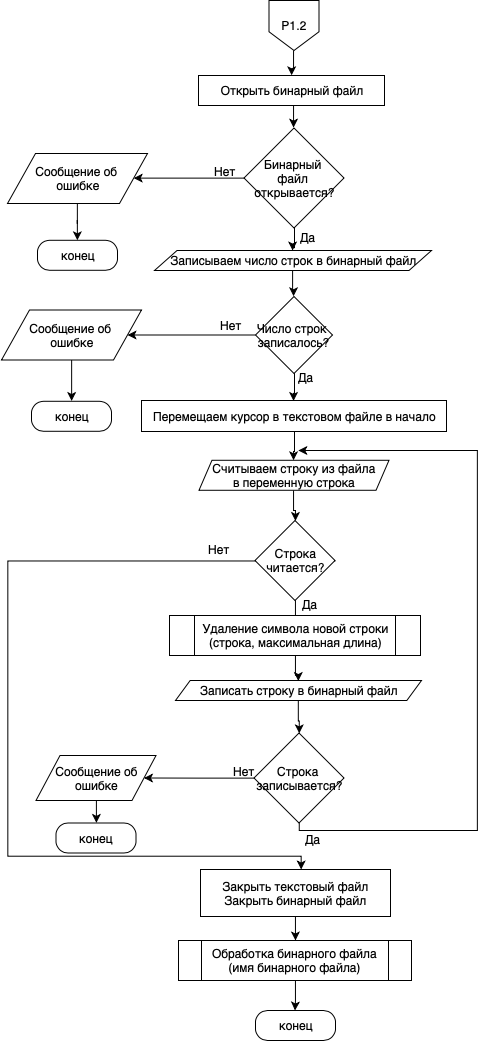 P1.2
Открыть бинарный файл
Бинарный
файл
открывается?
Нет
Сообщение об
ошибке
конец
Да
Записываем число строк в бинарный файл
Число строк
записалось?
Нет
Сообщение об
ошибке
конец
Да
Перемещаем курсор в текстовом файле в начало
Считываем строку из файла
в переменную строка
Строка
читается?
Нет
Да
Удаление символа новой строки
(строка, максимальная длина)
Записать строку в бинарный файл
Строка
записывается?
Нет
Сообщение об
ошибке
конец
Да
Закрыть текстовый файл
Закрыть бинарный файл
Обработка бинарного файла
(имя бинарного файла)
конец